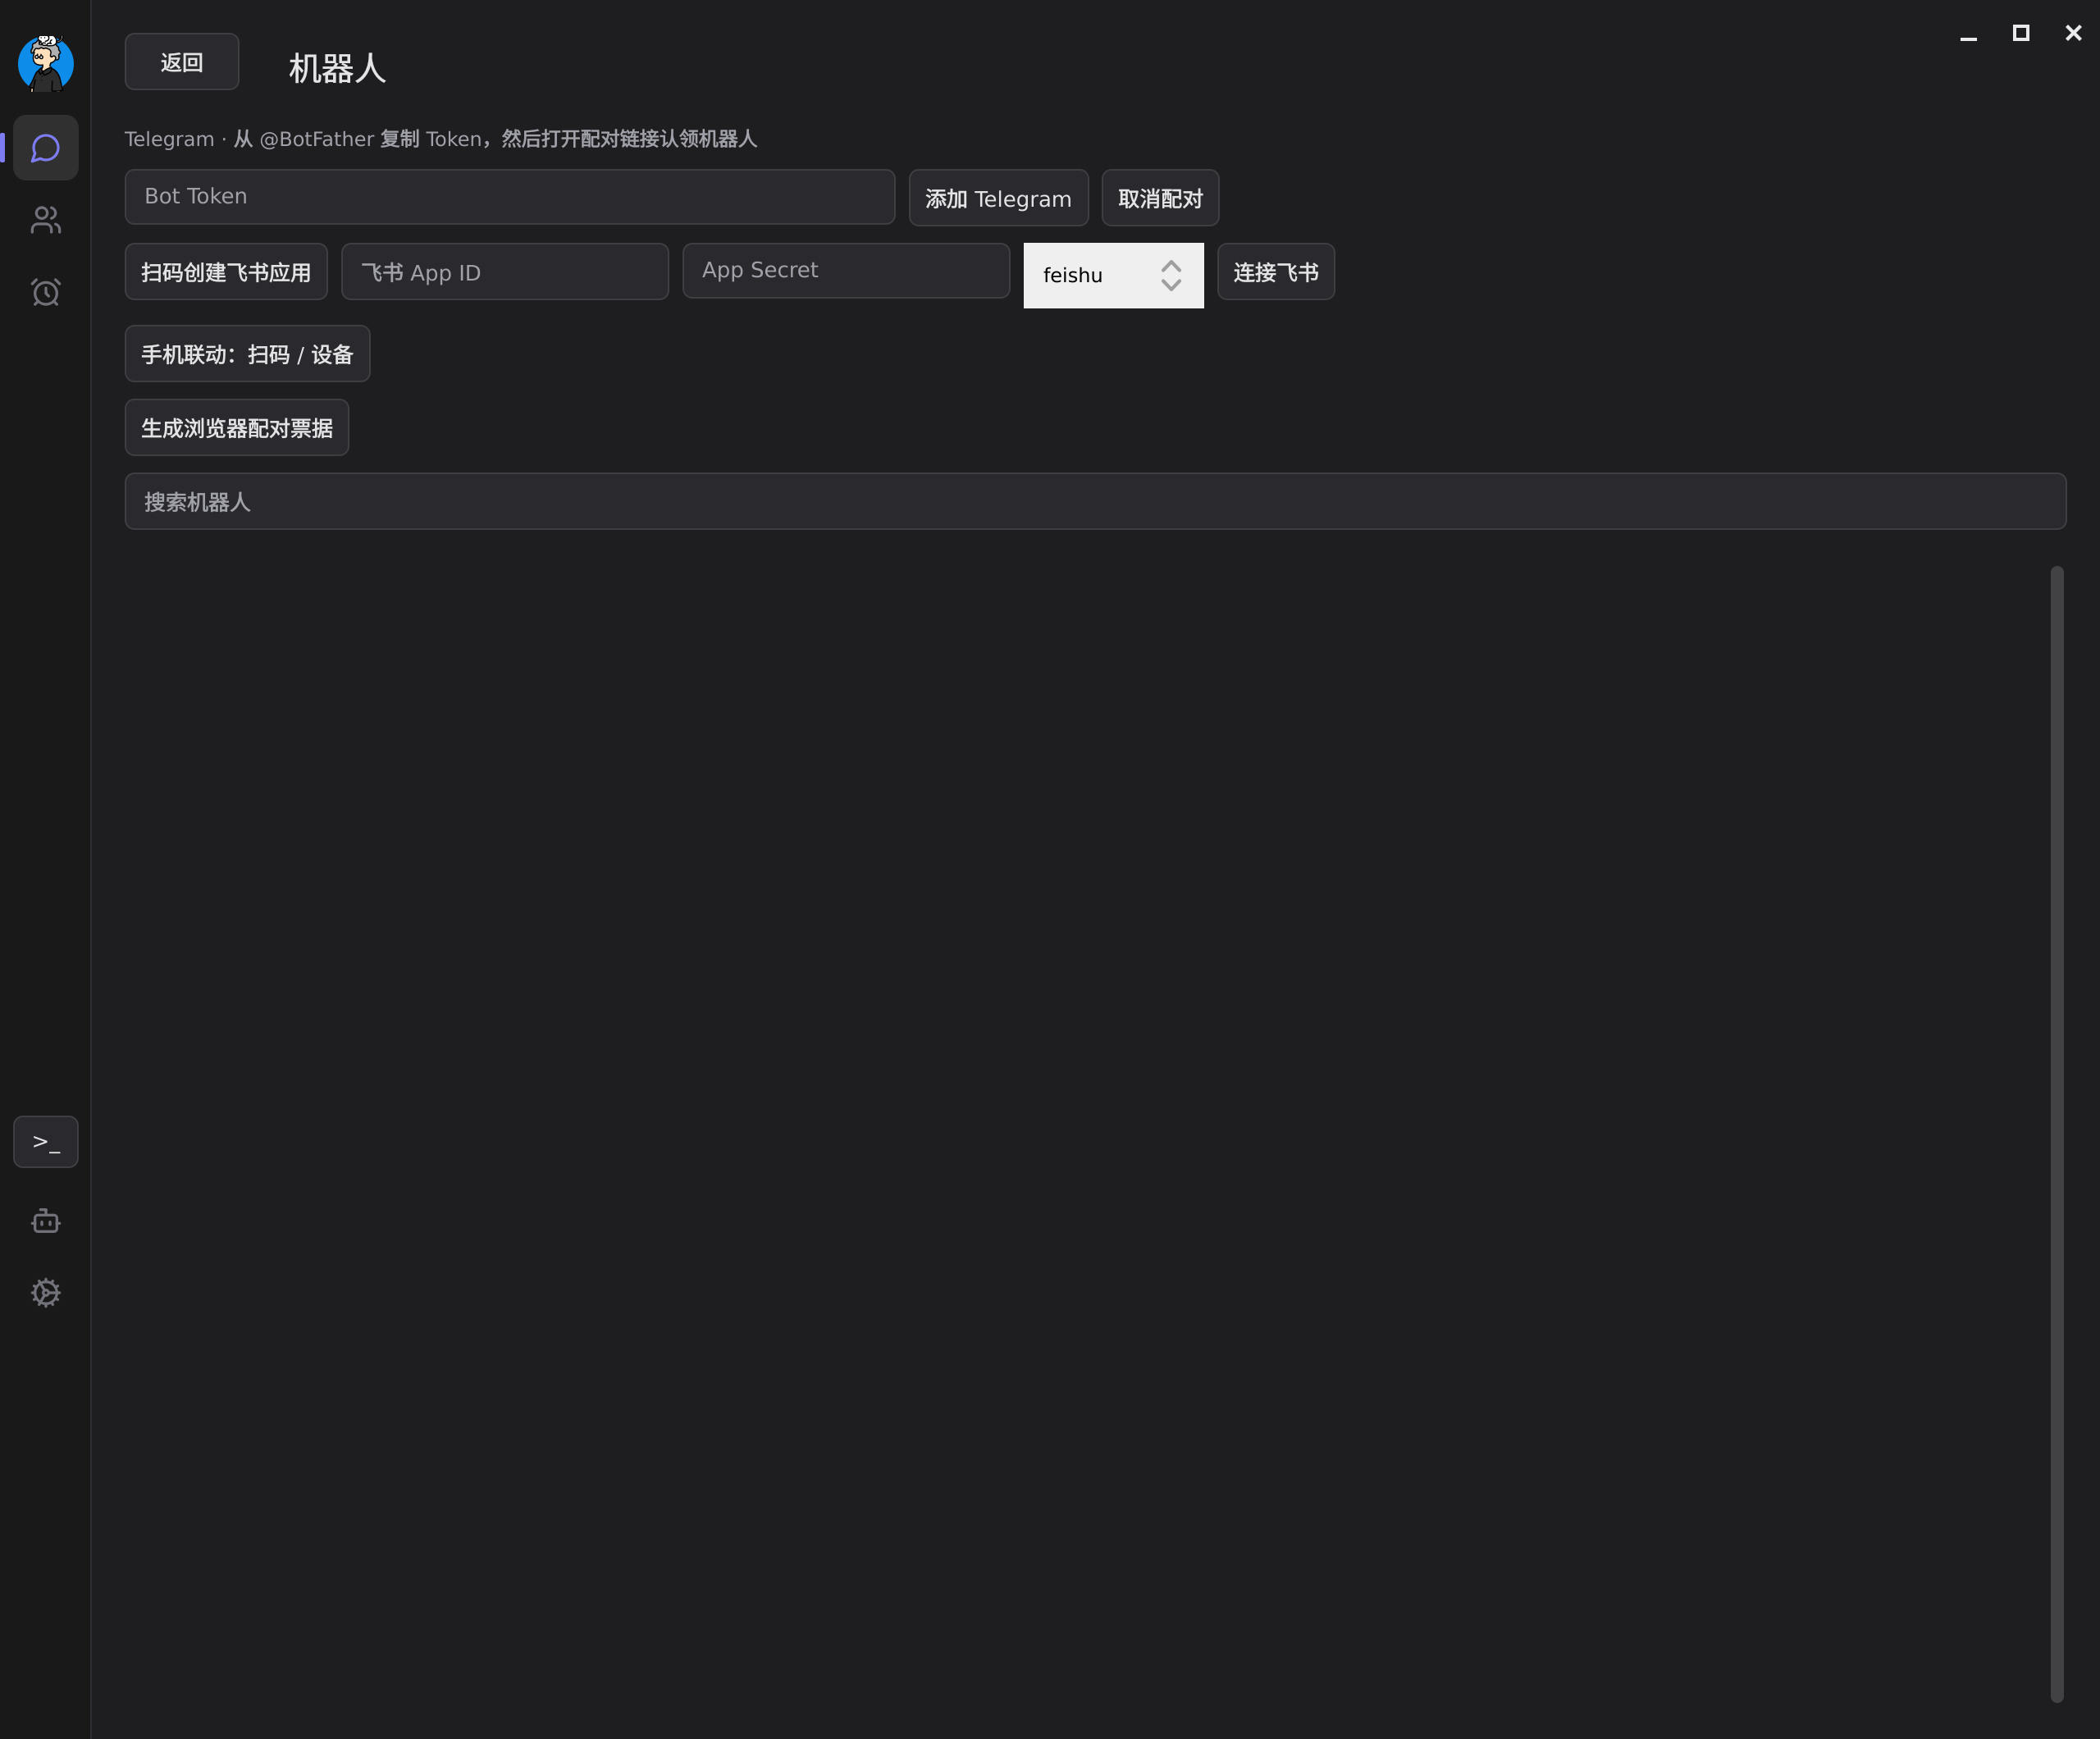 返回 机器人
Telegram · 从 @BotFather 复制 Token，然后打开配对链接认领机器人
Bot Token 添加 Telegram 取消配对
扫码创建飞书应用 飞书 App ID App Secret feishu 连接飞书
手机联动：扫码 / 设备
生成浏览器配对票据
搜索机器人
>_